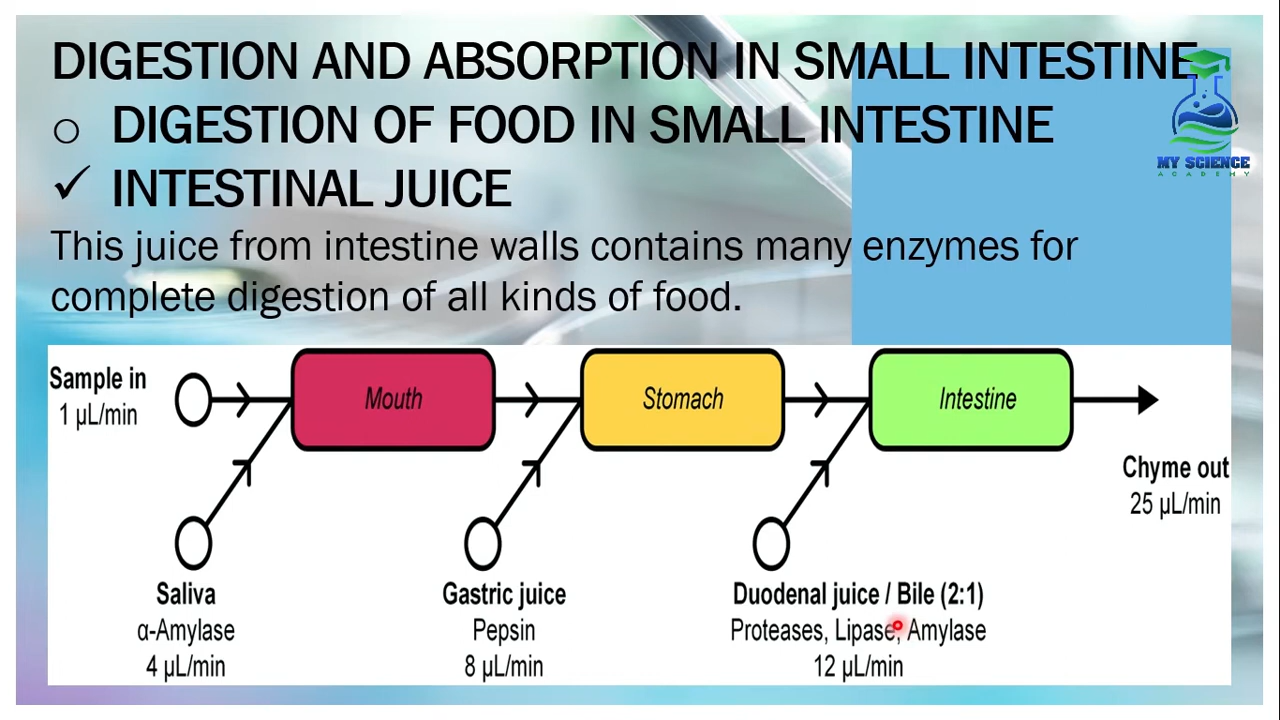 DIGESTION AND ABSORPTION IN SMALL INTESTINE
○ DIGESTION OF FOOD IN SMALL INTESTINE
✓ INTESTINAL JUICE
MY SCIENCE
ACADEMY
This juice from intestine walls contains many enzymes for
complete digestion of all kinds of food.
Sample in
1 µL/min
Mouth
Stomach
Intestine
Chyme out
25 µL/min
Saliva
α-Amylase
4 µL/min
Gastric juice
Pepsin
8 µL/min
Duodenal juice / Bile (2:1)
Proteases, Lipase, Amylase
12 µL/min